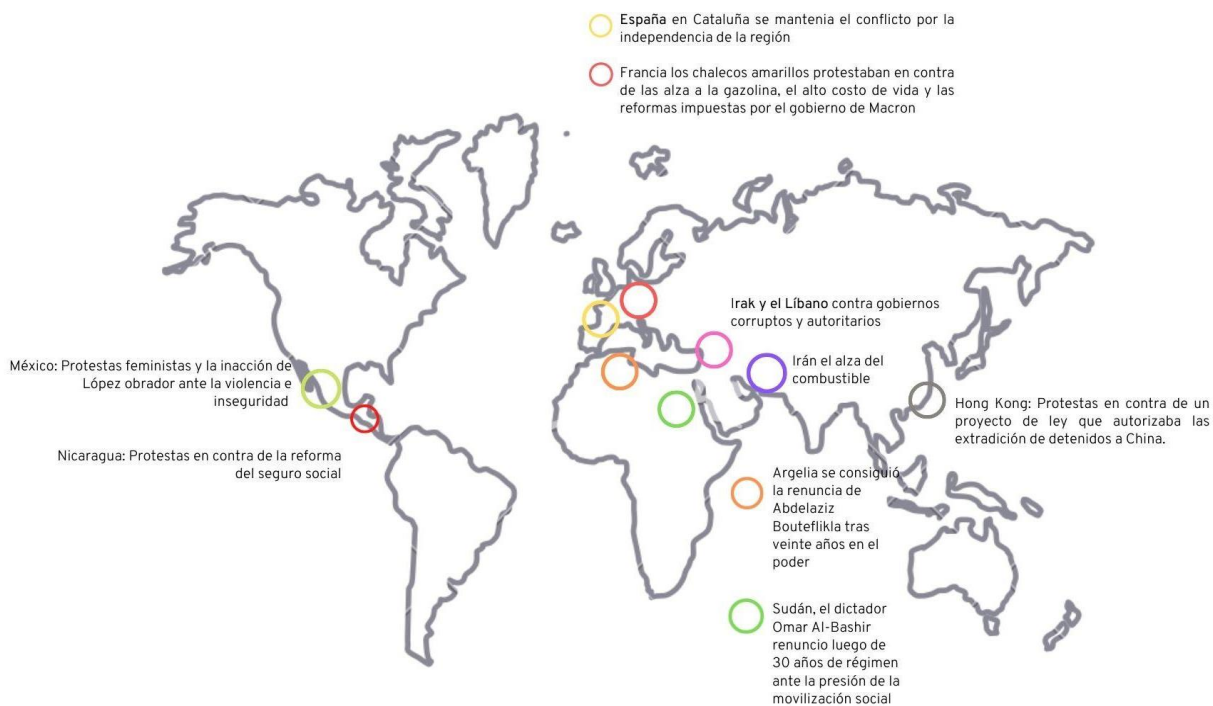 España en Cataluña se mantenia el conflicto por la
independencia de la región
Francia los chalecos amarillos protestaban en contra
de las alza a la gazolina, el alto costo de vida y las
reformas impuestas por el gobierno de Macron
Irak y el Líbano contra gobiernos
corruptos y autoritarios
Irán el alza del
combustible
México: Protestas feministas y la inacción de
López obrador ante la violencia e
inseguridad
Hong Kong: Protestas en contra de un
proyecto de ley que autorizaba las
extradición de detenidos a China.
Nicaragua: Protestas en contra de la reforma
del seguro social
Argelia se consiguió
la renuncia de
Abdelaziz
Bouteflikla tras
veinte años en el
poder
Sudán, el dictador
Omar Al-Bashir
renuncio luego de
30 años de régimen
ante la presión de la
movilización social